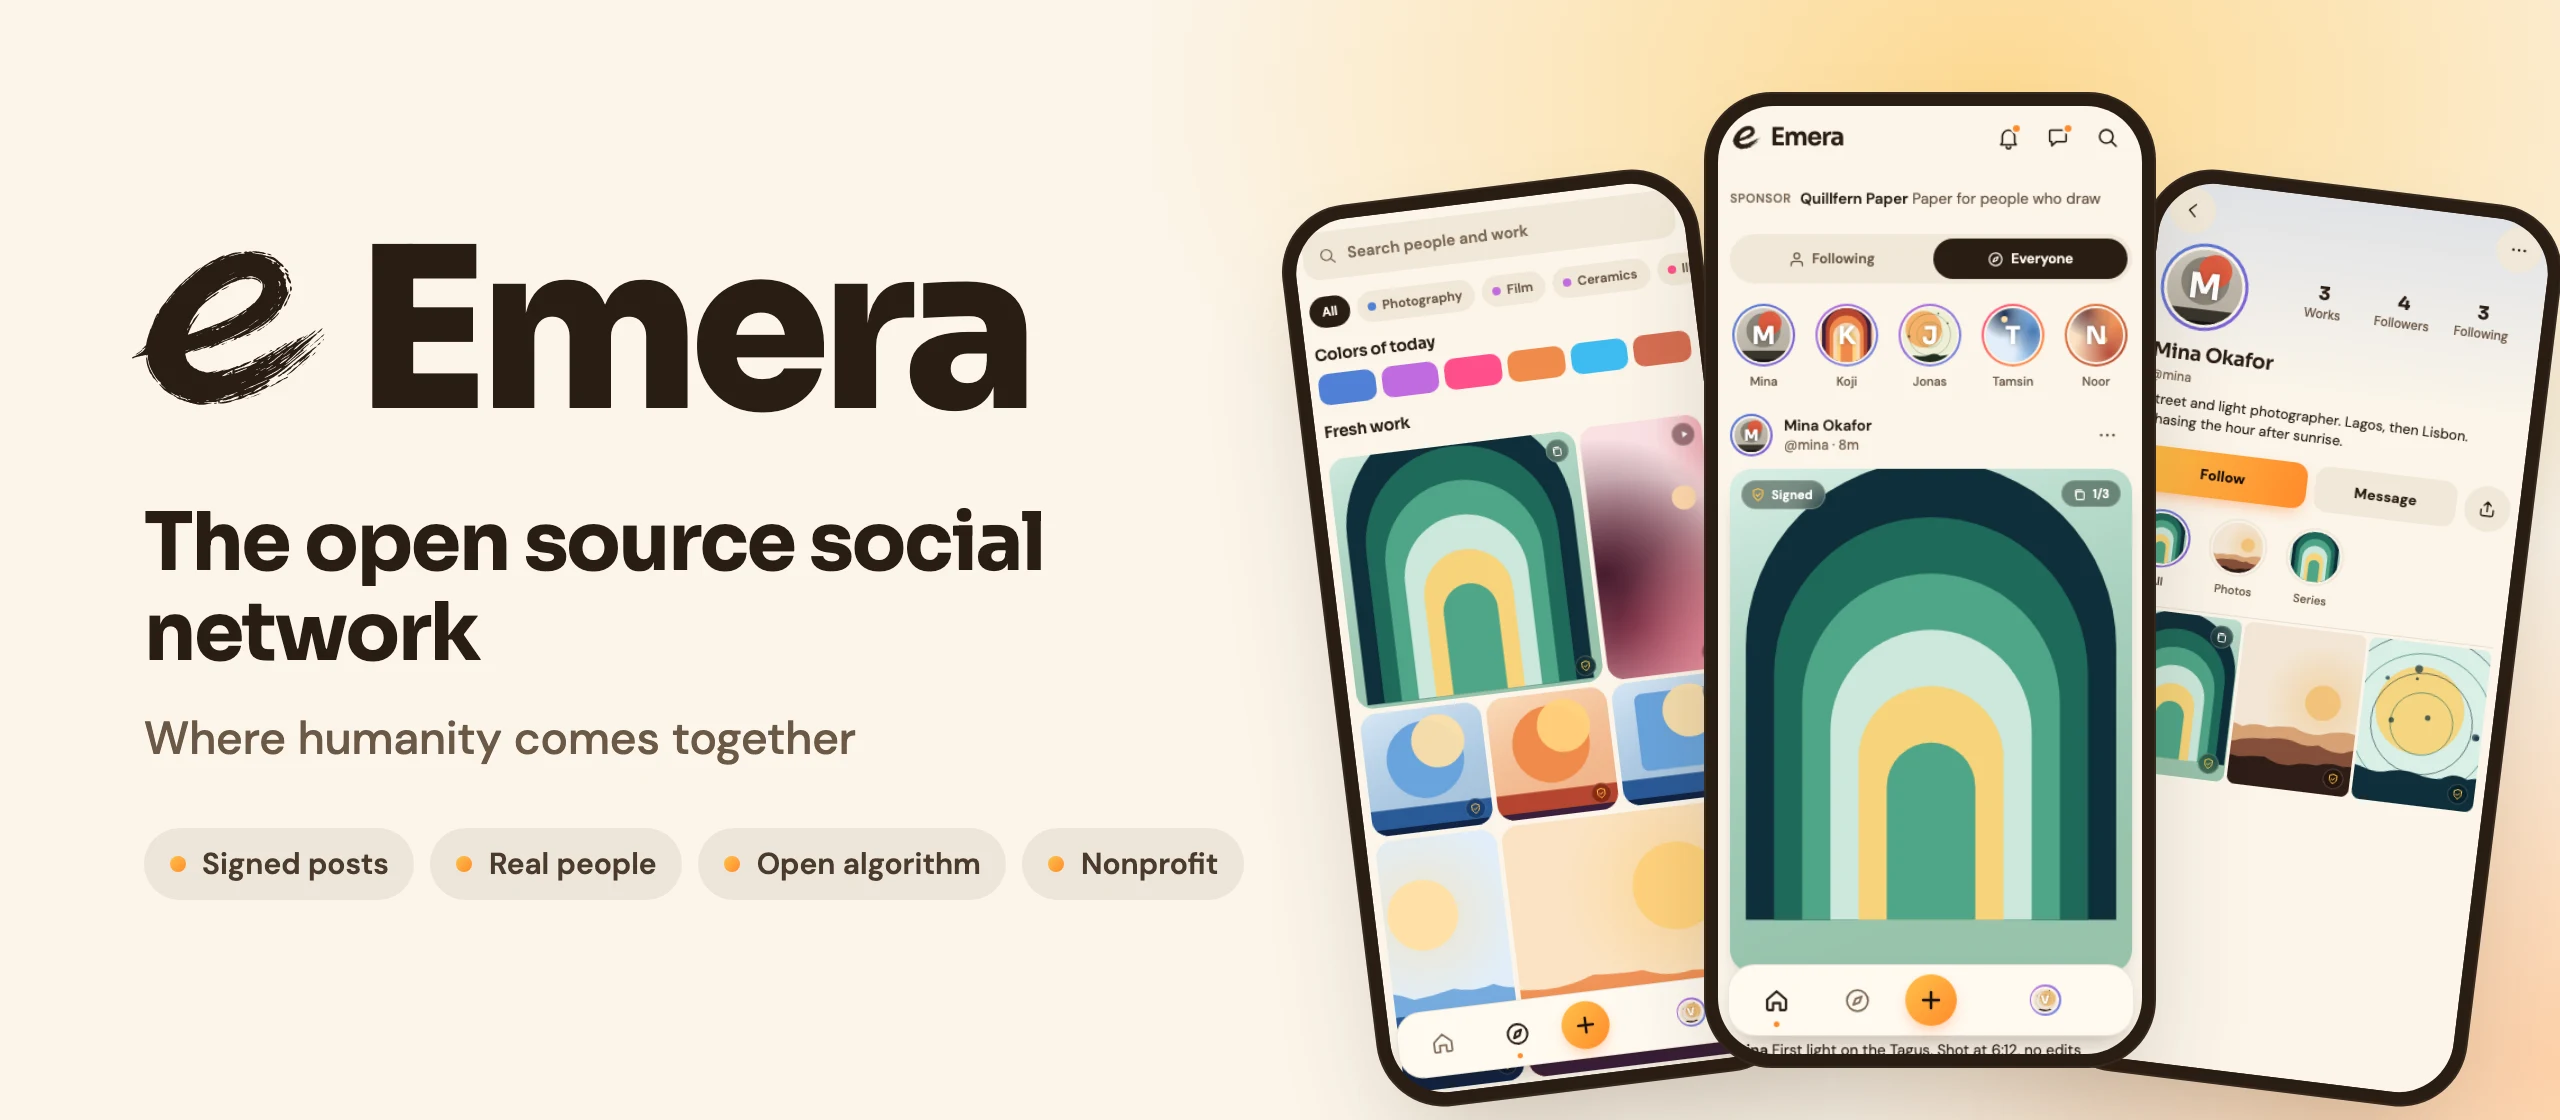 e Emera
The open source social
network
Where humanity comes together
Signed posts
Real people
Open algorithm
Nonprofit
Search people and work
All
Photography
Film
Ceramics
Colors of today
Fresh work
Emera
SPONSOR Quillfern Paper Paper for people who draw
Following
Everyone
M
K
J
T
N
Mina
Koji
Jonas
Tamsin
Noor
M
Mina Okafor
@mina · 8m
Signed
1/3
V
V
First light on the Tagus. Shot at 6:12, no edits
M
3
Works
4
Followers
3
Following
Mina Okafor
@mina
treet and light photographer. Lagos, then Lisbon.
hasing the hour after sunrise.
Follow
Message
Photos
Series